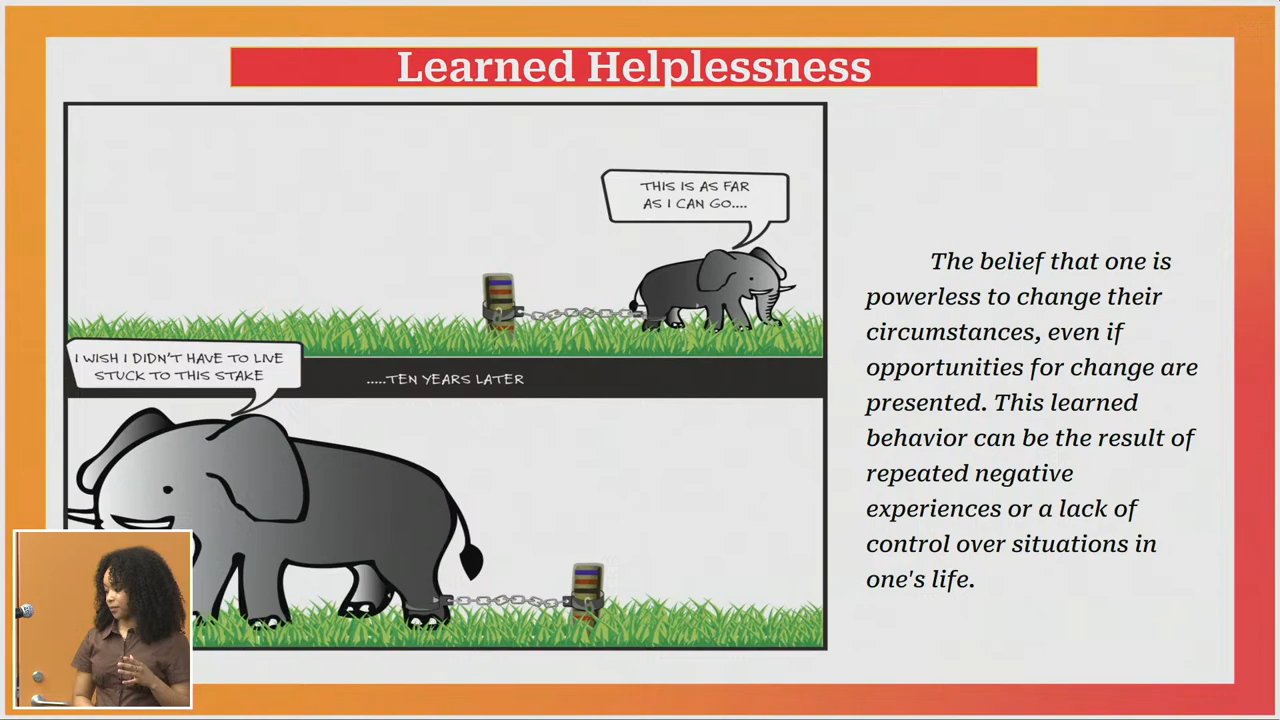 Learned Helplessness
THIS IS AS FAR
AS I CAN GO....
I WISH I DIDN'T HAVE TO LIVE
STUCK TO THIS STAKE
.....TEN YEARS LATER
The belief that one is
powerless to change their
circumstances, even if
opportunities for change are
presented. This learned
behavior can be the result of
repeated negative
experiences or a lack of
control over situations in
one's life.